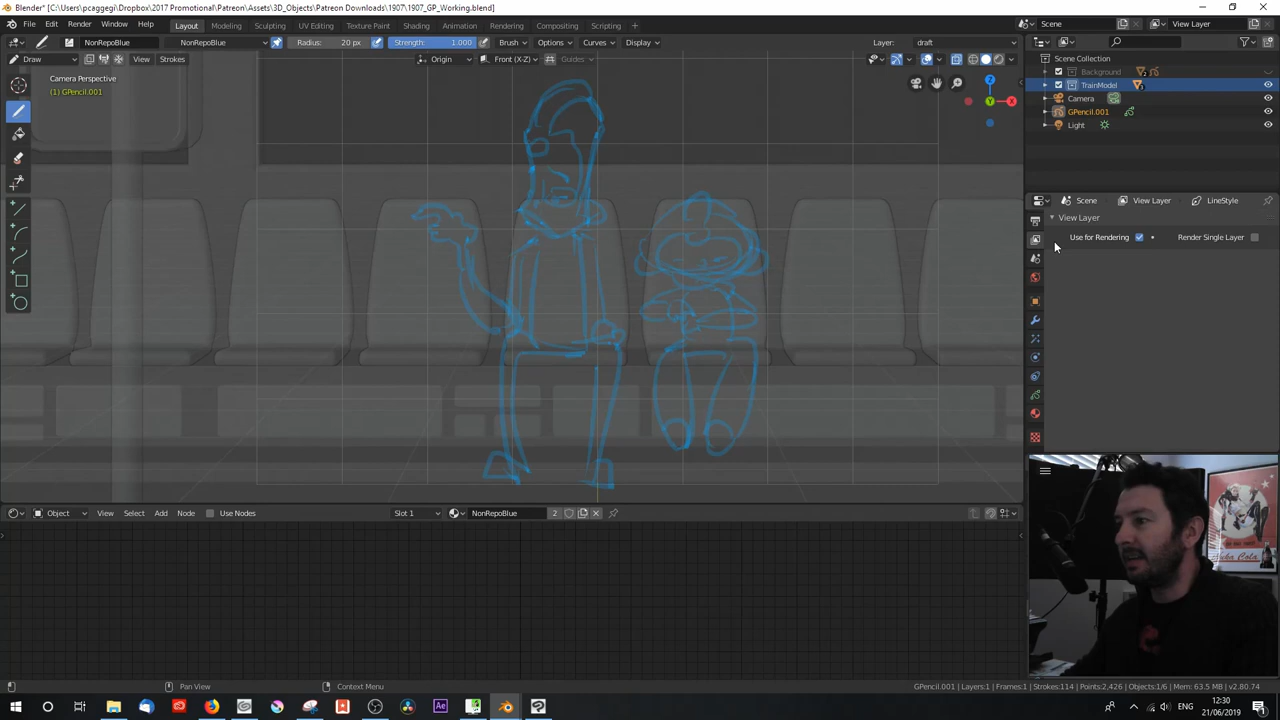 Blender* [C:\Users\pcaggegi\Dropbox\2017 Promotional\Patreon\Assets\3D_Objects\Patreon Downloads\1907\1907_GP_Working.blend]
File Edit Render Window Help Layout Modeling Sculpting UV Editing Texture Paint Shading Animation Rendering Compositing Scripting Scene View Layer
NonRepoBlue NonRepoBlue Radius: 20 px Strength: 1.000 Brush Options Curves Display Layer: draft
Draw View Strokes Origin Front (X-Z) Guides
Camera Perspective
(1) GPencil.001
Scene Collection
Background
TrainModel
Camera
GPencil.001
Light
Scene View Layer LineStyle
View Layer
Use for Rendering Render Single Layer
Object View Select Add Node Use Nodes Slot 1 NonRepoBlue 2
Pan View Context Menu GPencil.001 | Layers:1 | Frames:1 | Strokes:114 | Points:2,426 | Objects:1/6 | Mem: 63.5 MB | v2.80.74
ENG 12:30
21/06/2019